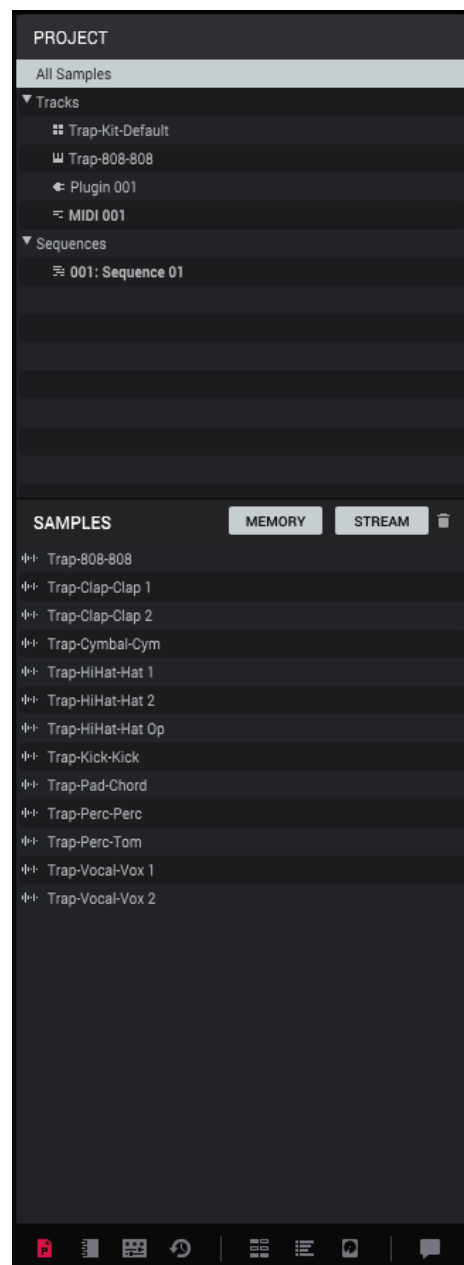 PROJECT
All Samples
Tracks
Trap-Kit-Default
Trap-808-808
Plugin 001
MIDI 001
Sequences
001: Sequence 01
SAMPLES MEMORY STREAM
Trap-808-808
Trap-Clap-Clap 1
Trap-Clap-Clap 2
Trap-Cymbal-Cym
Trap-HiHat-Hat 1
Trap-HiHat-Hat 2
Trap-HiHat-Hat Op
Trap-Kick-Kick
Trap-Pad-Chord
Trap-Perc-Perc
Trap-Perc-Tom
Trap-Vocal-Vox 1
Trap-Vocal-Vox 2